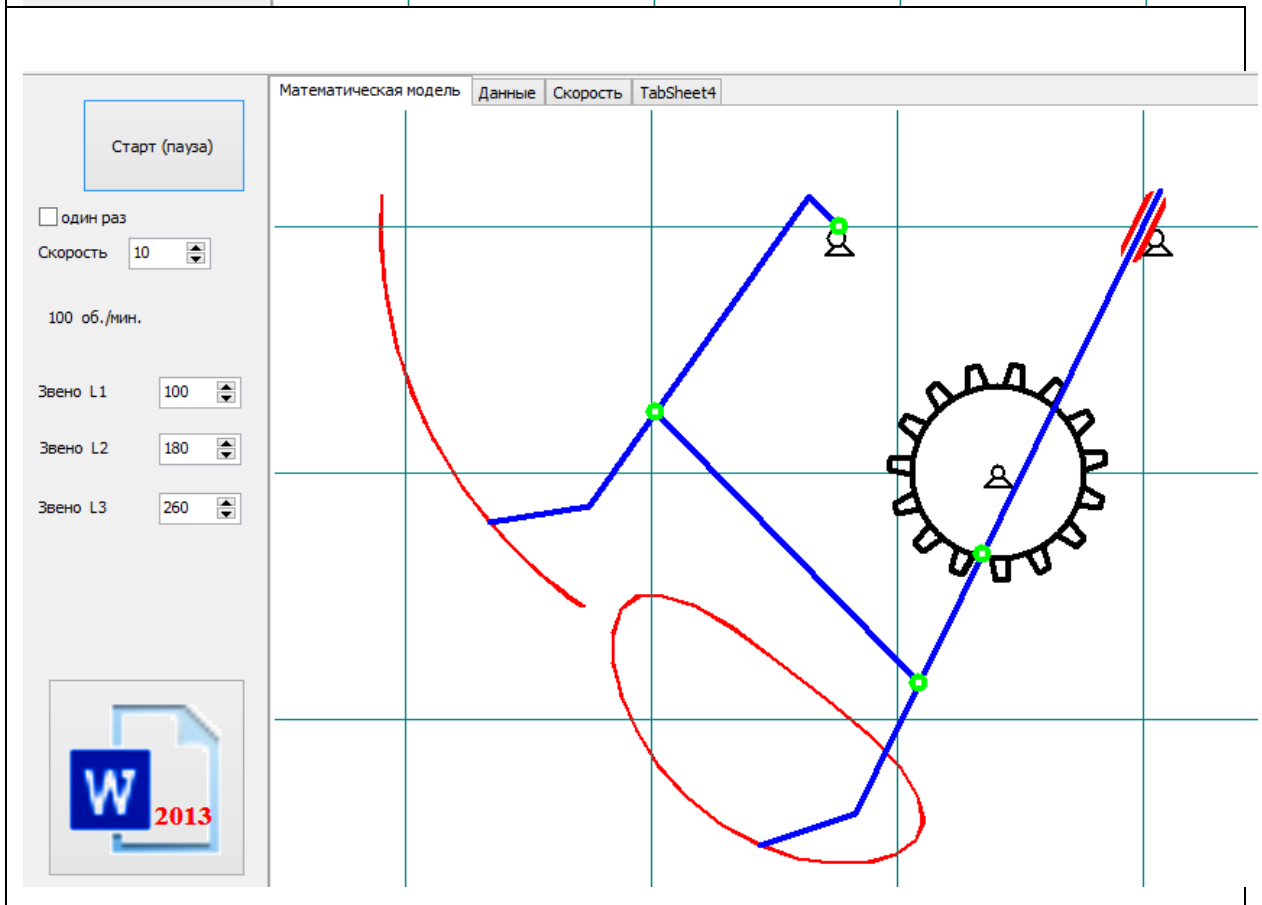 Математическая модель Данные Скорость TabSheet4
Старт (пауза)
один раз
Скорость 10
100 об./мин.
Звено L1 100
Звено L2 180
Звено L3 260
W
2013